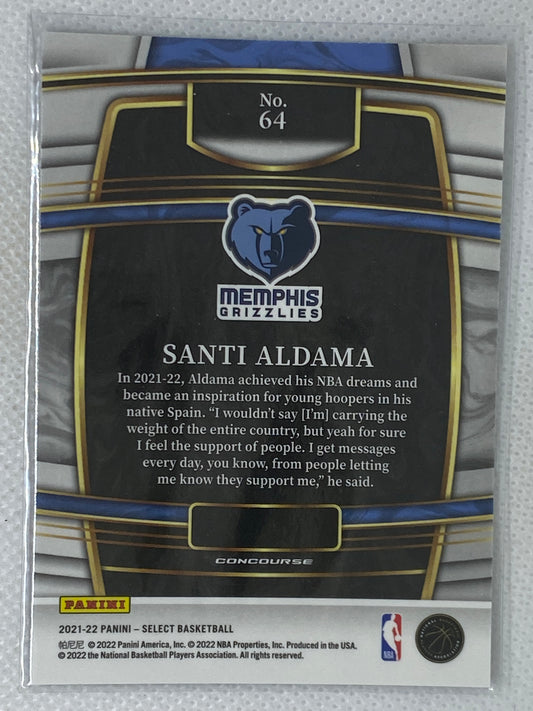 No.
64
MEMPHIS
GRIZZLIES
SANTI ALDAMA
In 2021-22, Aldama achieved his NBA dreams and
became an inspiration for young hoopers in his
native Spain. “I wouldn’t say [I’m] carrying the
weight of the entire country, but yeah for sure
I feel the support of people. I get messages
every day, you know, from people letting
me know they support me,” he said.
CONCOURSE
PANINI
2021-22 PANINI – SELECT BASKETBALL
帕尼尼 © 2022 Panini America, Inc. © 2022 NBA Properties, Inc. Produced in the USA.
© 2022 the National Basketball Players Association. All rights reserved.
NBA